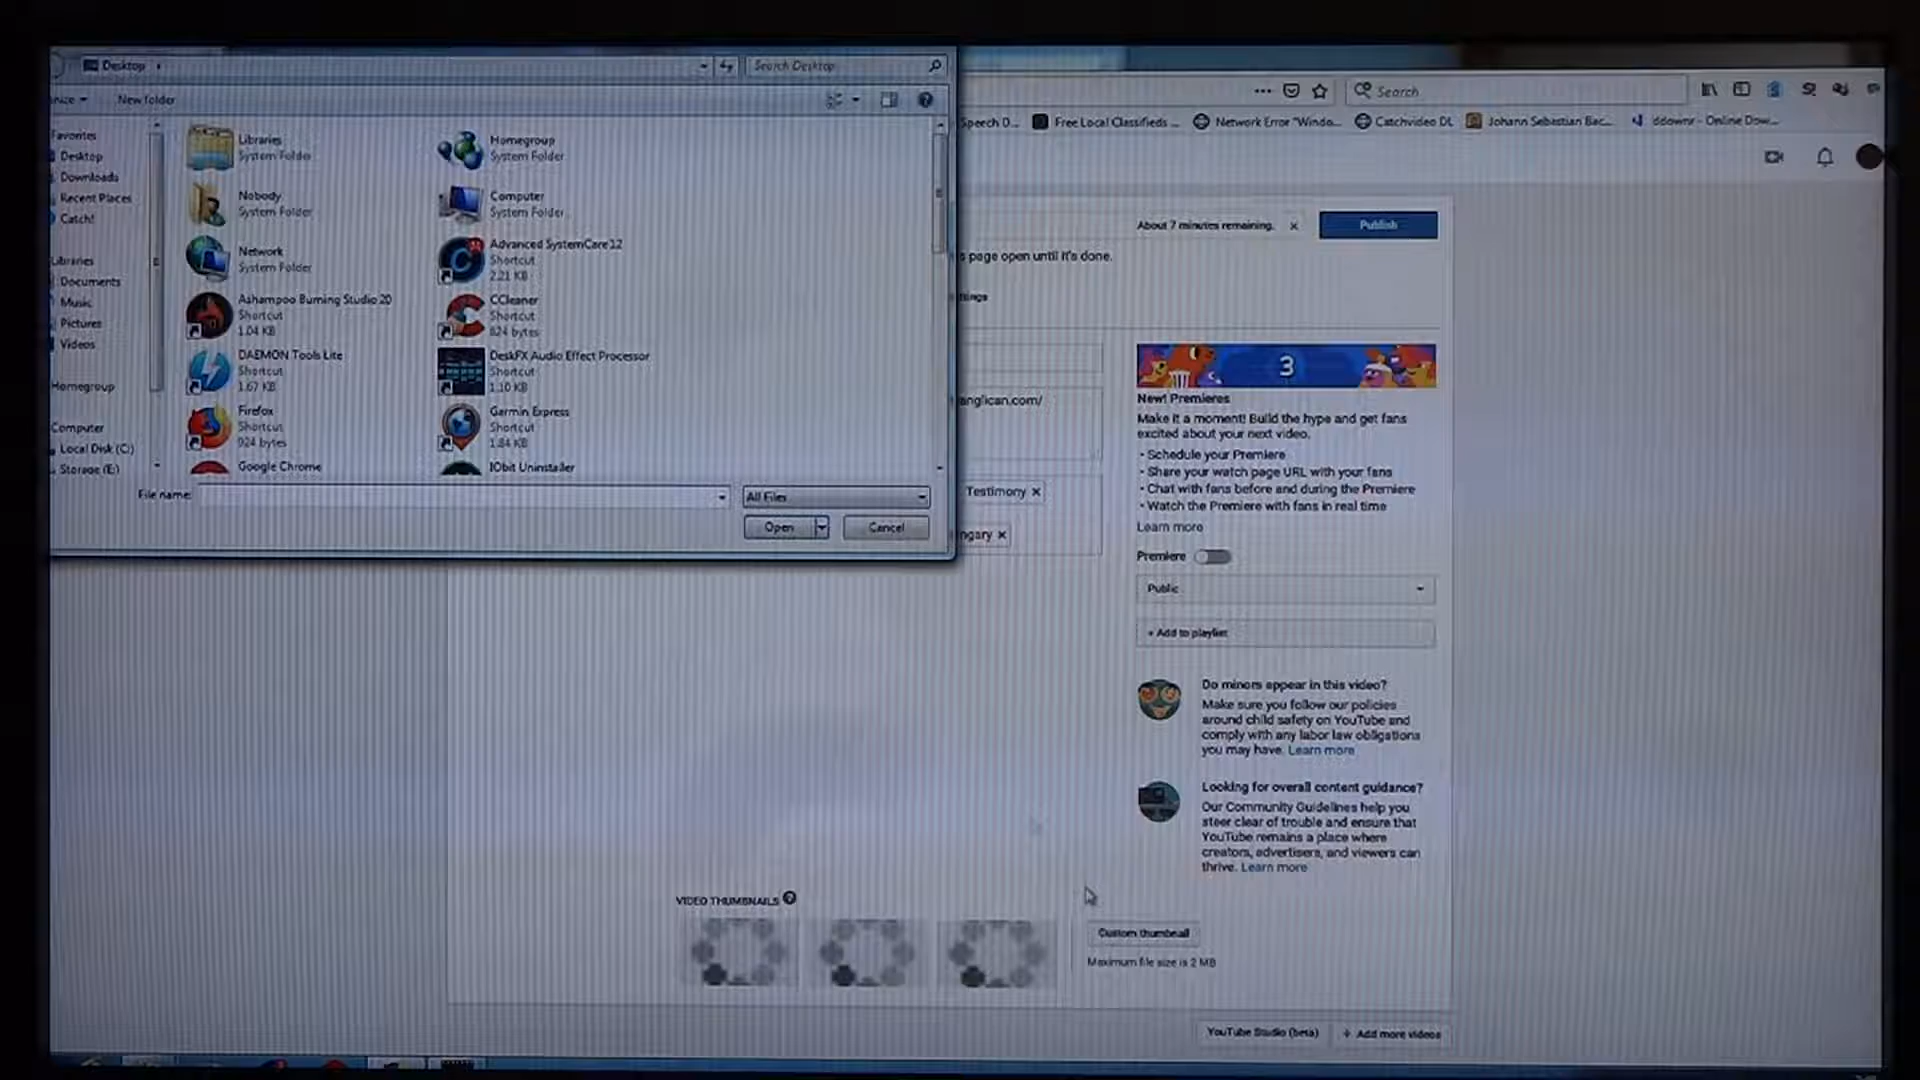 Desktop
Search Desktop
New folder
Favorites
Desktop
Downloads
Recent Places
Catch!
Libraries
Documents
Music
Pictures
Videos
Homegroup
Computer
Local Disk (C:)
Storage (E:)
Libraries
System Folder
Homegroup
System Folder
Nobody
System Folder
Computer
System Folder
Network
System Folder
Advanced SystemCare 12
Shortcut
2.21 KB
Ashampoo Burning Studio 20
Shortcut
1.04 KB
CCleaner
Shortcut
824 bytes
DAEMON Tools Lite
Shortcut
1.67 KB
DeskFX Audio Effect Processor
Shortcut
1.10 KB
Firefox
Shortcut
924 bytes
Garmin Express
Shortcut
1.84 KB
Google Chrome
IObit Uninstaller
File name:
All Files
Open
Cancel
Search
Speech D...
Free Local Classifieds ...
Network Error "Windo...
Catchvideo DL
Johann Sebastian Bac...
ddownr - Online Dow...
About 7 minutes remaining.
Publish
s page open until it's done.
anglican.com/
Testimony
ngary
3
New! Premieres
Make it a moment! Build the hype and get fans
excited about your next video.
• Schedule your Premiere
• Share your watch page URL with your fans
• Chat with fans before and during the Premiere
• Watch the Premiere with fans in real time
Learn more
Premiere
Public
+ Add to playlist
Do minors appear in this video?
Make sure you follow our policies
around child safety on YouTube and
comply with any labor law obligations
you may have. Learn more
Looking for overall content guidance?
Our Community Guidelines help you
steer clear of trouble and ensure that
YouTube remains a place where
creators, advertisers, and viewers can
thrive. Learn more
VIDEO THUMBNAILS
Custom thumbnail
Maximum file size is 2 MB
YouTube Studio (beta)
+ Add more videos